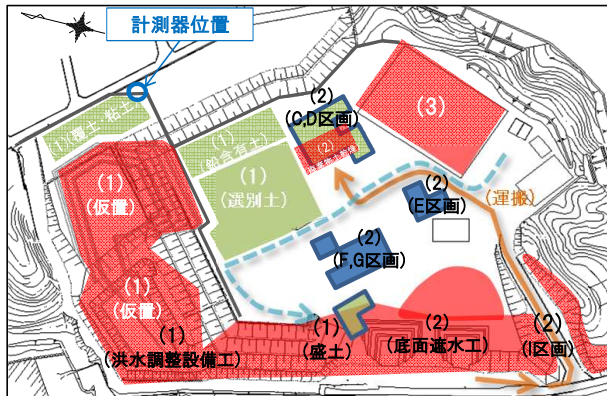 計測器位置
(1)(覆土・粘土)
(1)
(鉛含有土)
(2)
(C,D区画)
(2)
(3)
(1)
(仮置)
(1)
(選別土)
(2)
(E区画)
(運搬)
(2)
(F,G区画)
(1)
(仮置)
(1)
(洪水調整設備工)
(1)
(盛土)
(2)
(底面遮水工)
(2)
(I区画)